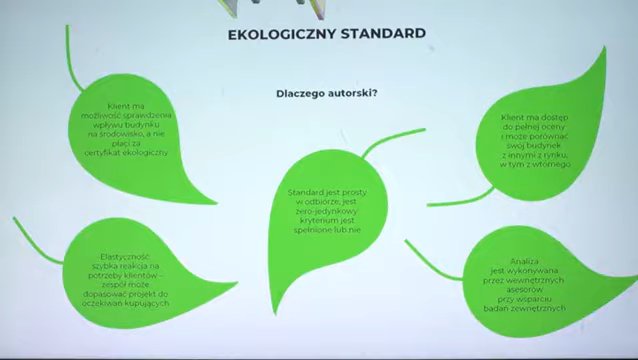 EKOLOGICZNY STANDARD
Dlaczego autorski?
Klient ma
możliwość sprawdzenia
wpływu budynku
na środowisko, a nie
płaci za
certyfikat ekologiczny
Klient ma dostęp
do pełnej oceny
i może porównać
swój budynek
z innymi z rynku,
w tym z wtórnego
Standard jest prosty
w odbiorze, jest
zero-jedynkowy:
kryterium jest
spełnione lub nie
Elastyczność
szybka reakcja na
potrzeby klientów –
zespół może
dopasować projekt do
oczekiwań kupujących
Analiza
jest wykonywana
przez wewnętrznych
asesorów
przy wsparciu
badań zewnętrznych